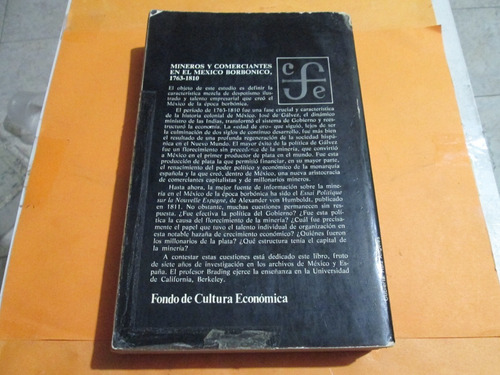 MINEROS Y COMERCIANTES
EN EL MEXICO BORBONICO,
1763-1810
c f e
El objeto de este estudio es definir la
característica mezcla de despotismo ilus-
trado y talento empresarial que creó el
México de la época borbónica.
El periodo de 1763-1810 fue una fase crucial y característica
de la historia colonial de México. José de Gálvez, el dinámico
ministro de las Indias, transformó el sistema de Gobierno y rees-
tructuró la economía. La edad de que siguió, lejos de ser
la culminación de dos siglos de continuo desarrollo, fue más bien
el resultado de una profunda regeneración de la sociedad hispá-
nica en el Nuevo Mundo. El mayor éxito de la política de Gálvez
fue un florecimiento sin de la minería, que convirtió
a México en el primer productor de plata en el mundo. Fue esta
producción de plata la que permitió financiar, en su mayor parte,
el renacimiento del poder político y económico de la monarquía
española y la que creó, dentro de México, una nueva aristocracia
de comerciantes capitalistas y de millonarios mineros.
Hasta ahora, la mejor fuente de información sobre la mine-
ría en el México de la época borbónica ha sido el Essai Politique
sur la Nouvelle Espagne, de Alexander von Humboldt, publicado
en 1811. No obstante, muchas cuestiones permanecen sin res-
puesta. ¿Fue efectiva la política del Gobierno? ¿Fue esta polí-
tica la causa del florecimiento de la minería? ¿Cuál fue precisa-
mente el papel que tuvo el talento individual de organización en
esta notable hazaña de crecimiento económico? ¿Quiénes fueron
los millonarios de la plata? ¿Qué estructura tenía el capital de
la minería?
A contestar estas cuestiones está dedicado este libro, fruto
de siete años de investigación en los archivos de México y Es-
paña. El profesor Brading ejerce la enseñanza en la Universidad
de California, Berkeley.
Fondo de Cultura Económica